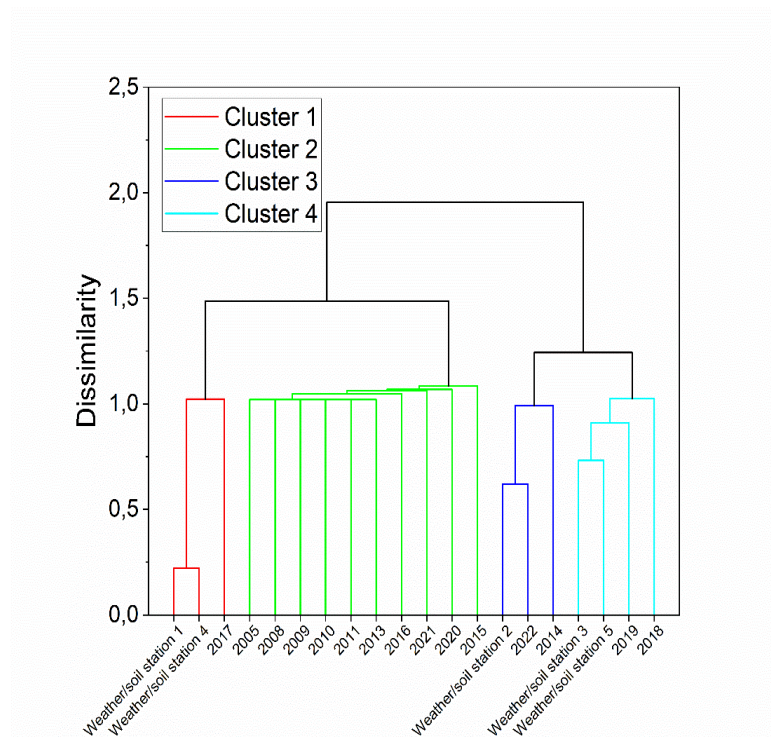 2,5
2,0
1,5
1,0
0,5
0,0
Dissimilarity
Cluster 1
Cluster 2
Cluster 3
Cluster 4
Weather/soil station 1
Weather/soil station 4
2017
2005
2008
2009
2010
2011
2013
2016
2021
2020
2015
Weather/soil station 2
2022
2014
Weather/soil station 3
Weather/soil station 5
2019
2018